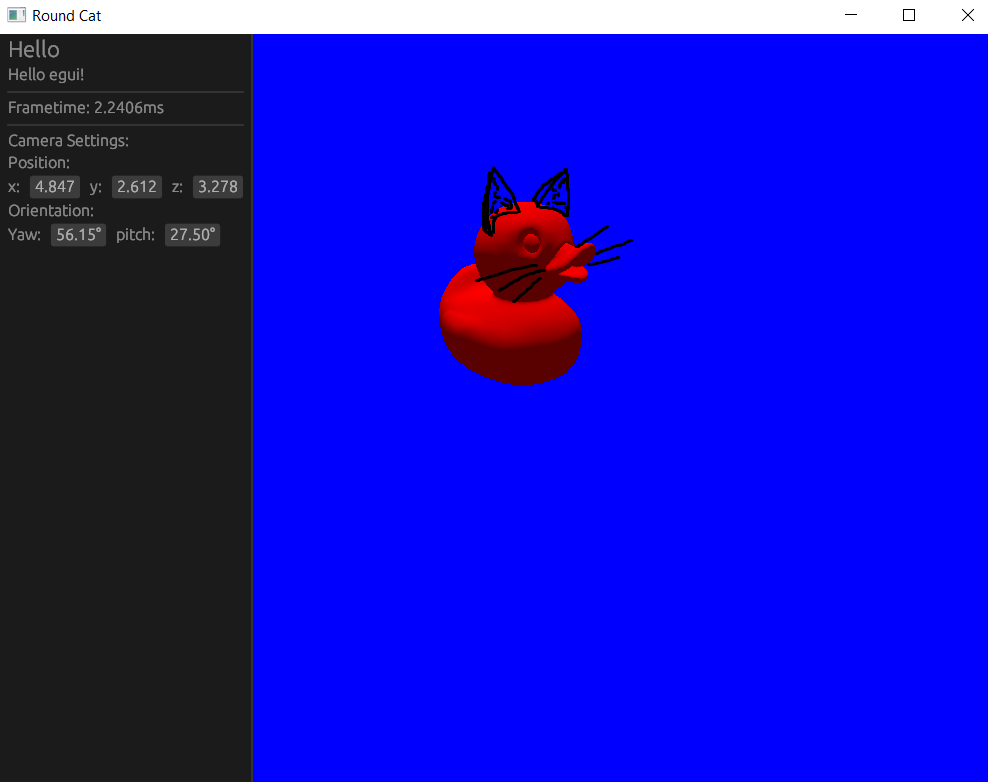 Round Cat
Hello
Hello egui!
Frametime: 2.2406ms
Camera Settings:
Position:
x: 4.847 y: 2.612 z: 3.278
Orientation:
Yaw: 56.15° pitch: 27.50°